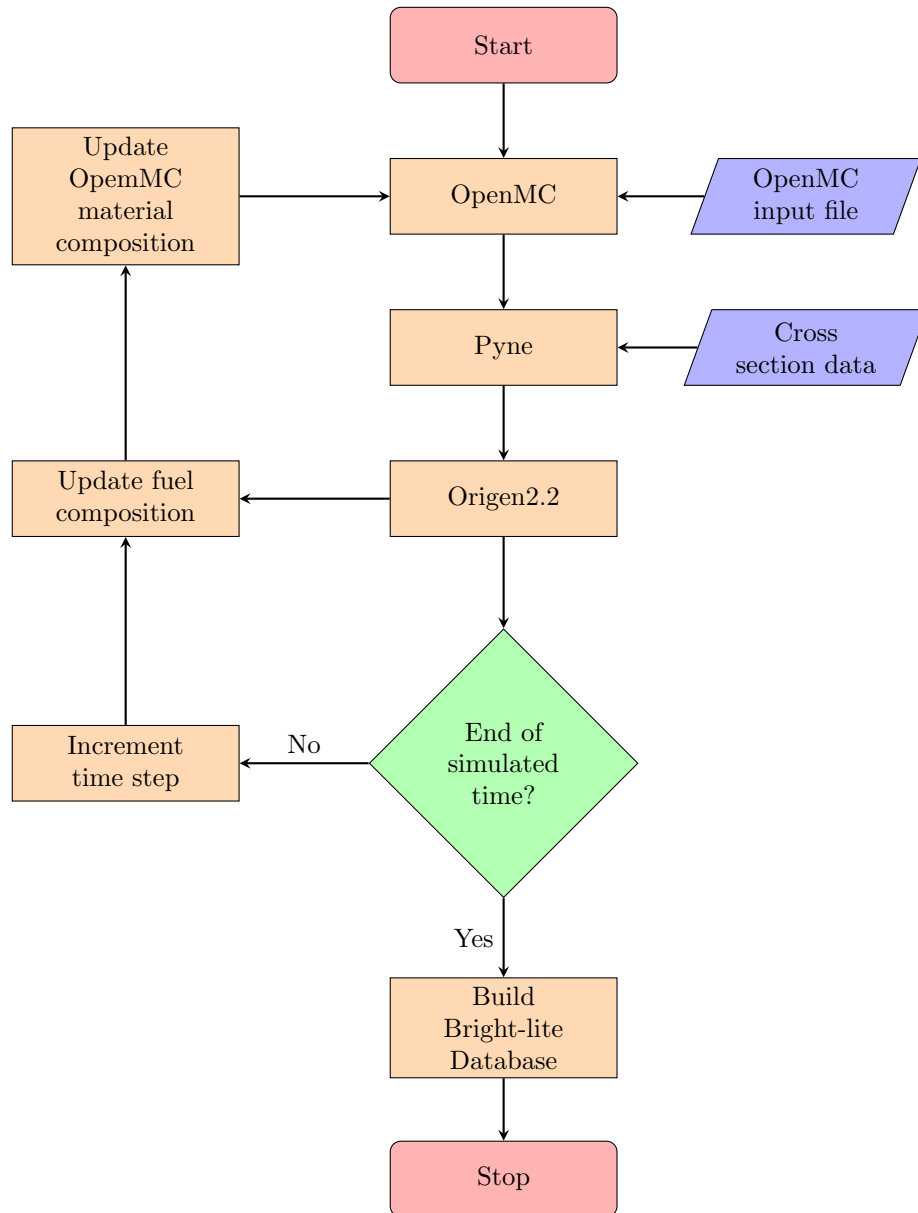 Start
Update
OpemMC
material
composition
OpenMC
OpenMC
input file
Pyne
Cross
section data
Update fuel
composition
Origen2.2
End of
simulated
time?
No
Increment
time step
Yes
Build
Bright-lite
Database
Stop